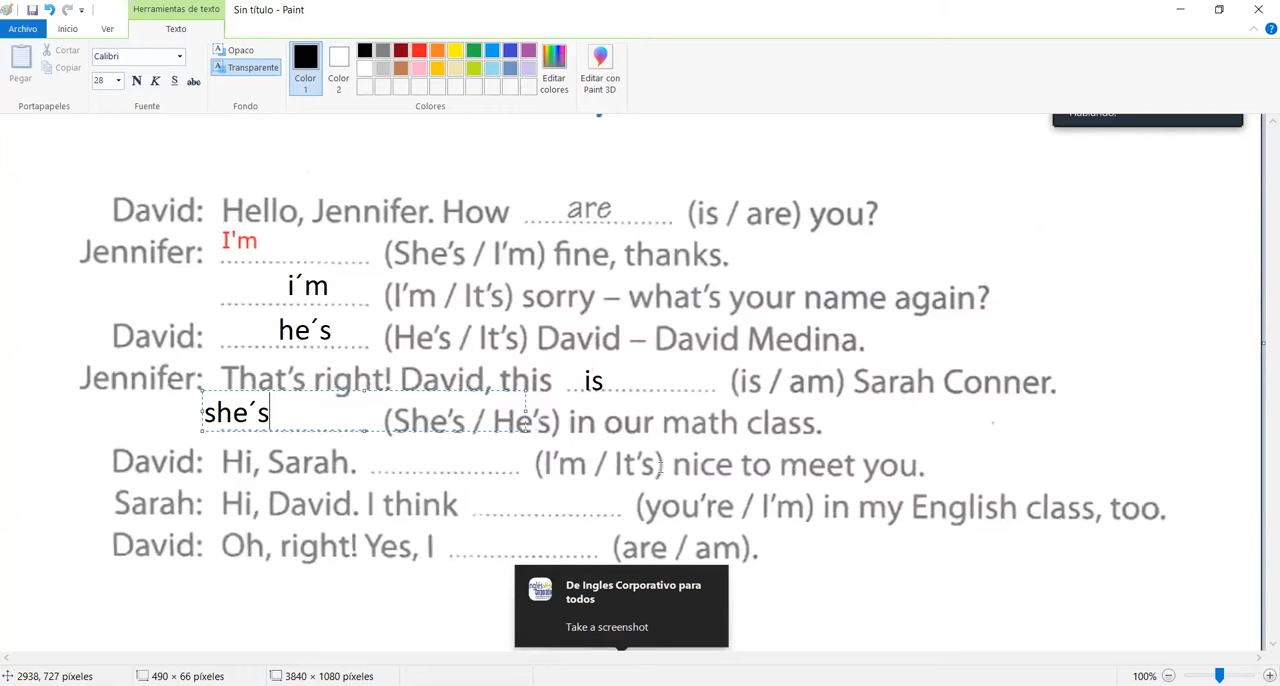 Herramientas de texto
Sin título - Paint
Archivo Inicio Ver Texto
Pegar
Cortar
Copiar
Portapapeles
Calibri
28 N K S abc
Fuente
Opaco
Transparente
Fondo
Color 1
Color 2
Editar colores
Colores
Editar con Paint 3D
David: Hello, Jennifer. How are (is / are) you?
Jennifer: I'm (She's / I'm) fine, thanks.
i´m (I'm / It's) sorry – what's your name again?
David: he´s (He's / It's) David – David Medina.
Jennifer: That's right! David, this is (is / am) Sarah Conner.
she´s (She's / He's) in our math class.
David: Hi, Sarah. (I'm / It's) nice to meet you.
Sarah: Hi, David. I think (you're / I'm) in my English class, too.
David: Oh, right! Yes, I (are / am).
De Ingles Corporativo para
todos
Take a screenshot
2938, 727 píxeles 490 × 66 píxeles 3840 × 1080 píxeles 100%